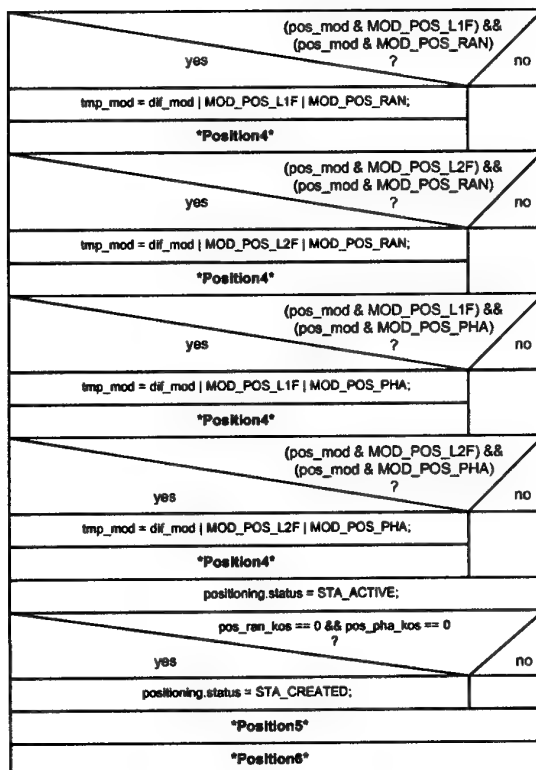 (pos_mod & MOD_POS_L1F) &&
(pos_mod & MOD_POS_RAN)
yes ? no
tmp_mod = dif_mod | MOD_POS_L1F | MOD_POS_RAN;
*Position4*
(pos_mod & MOD_POS_L2F) &&
(pos_mod & MOD_POS_RAN)
yes ? no
tmp_mod = dif_mod | MOD_POS_L2F | MOD_POS_RAN;
*Position4*
(pos_mod & MOD_POS_L1F) &&
(pos_mod & MOD_POS_PHA)
yes ? no
tmp_mod = dif_mod | MOD_POS_L1F | MOD_POS_PHA;
*Position4*
(pos_mod & MOD_POS_L2F) &&
(pos_mod & MOD_POS_PHA)
?
yes no
tmp_mod = dif_mod | MOD_POS_L2F | MOD_POS_PHA;
*Position4*
positioning.status = STA_ACTIVE;
pos_ran_kos == 0 && pos_pha_kos == 0
?
yes no
positioning.status = STA_CREATED;
*Position5*
*Position6*